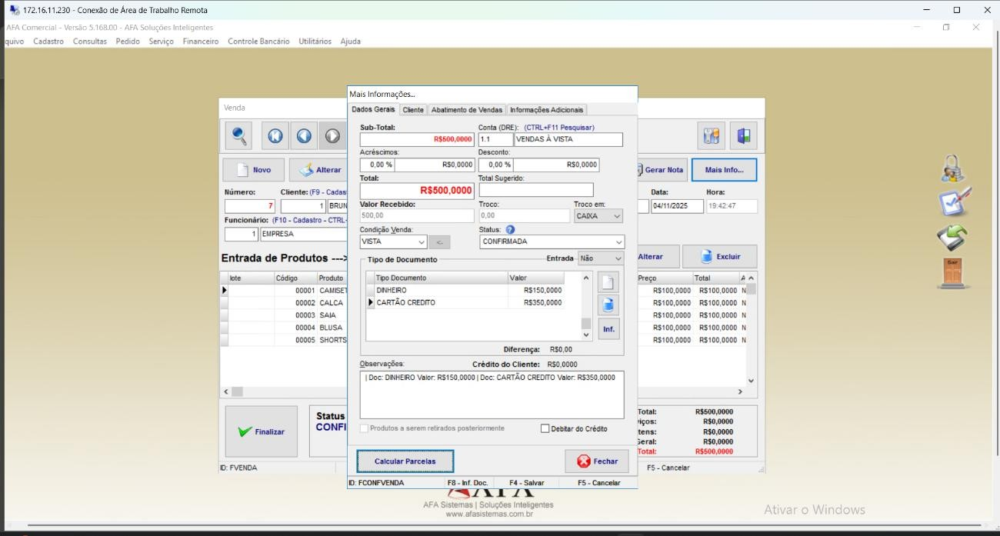 172.16.11.230 - Conexão de Área de Trabalho Remota
AFA Comercial - Versão 5.168.00 - AFA Soluções Inteligentes
quivo Cadastro Consultas Pedido Serviço Financeiro Controle Bancário Utilitários Ajuda
Venda
Novo Alterar
Gerar Nota Mais Info...
Número: Cliente: (F9 - Cadas
7 1 BRUN
Data: Hora:
04/11/2025 19:42:47
Funcionário: (F10 - Cadastro - CTRL+
1 EMPRESA
Entrada de Produtos --->
Alterar Excluir
lote Código Produto
00001 CAMISET
00002 CALCA
00003 SAIA
00004 BLUSA
00005 SHORTS
Preço Total A
R$100,0000 R$100,0000 N
R$100,0000 R$100,0000 N
R$100,0000 R$100,0000 N
R$100,0000 R$100,0000 N
R$100,0000 R$100,0000 N
Finalizar
Status
CONFI
Total: R$500,0000
viços: R$0,0000
tens: R$0,0000
Geral: R$0,0000
Total: R$500,0000
ID: FVENDA
F5 - Cancelar
Mais Informações...
Dados Gerais Cliente Abatimento de Vendas Informações Adicionais
Sub-Total: Conta (DRE): (CTRL+F11 Pesquisar)
R$500,0000 1.1 VENDAS À VISTA
Acréscimos: Desconto:
0,00 % R$0,0000 0,00 % R$0,0000
Total: Total Sugerido:
R$500,0000
Valor Recebido: Troco: Troco em:
500,00 0,00 CAIXA
Condição Venda: Status:
VISTA <- CONFIRMADA
Tipo de Documento Entrada Não
Tipo Documento Valor
DINHEIRO R$150,0000
CARTÃO CREDITO R$350,0000
Inf.
Diferença: R$0,00
Observações: Crédito do Cliente: R$0,0000
| Doc: DINHEIRO Valor: R$150,0000 | Doc: CARTÃO CREDITO Valor: R$350,0000
Produtos a serem retirados posteriormente Debitar do Crédito
Calcular Parcelas Fechar
ID: FCONFVENDA F8 - Inf. Doc. F4 - Salvar F5 - Cancelar
Sair
AFA
AFA Sistemas | Soluções Inteligentes
www.afasistemas.com.br
Ativar o Windows